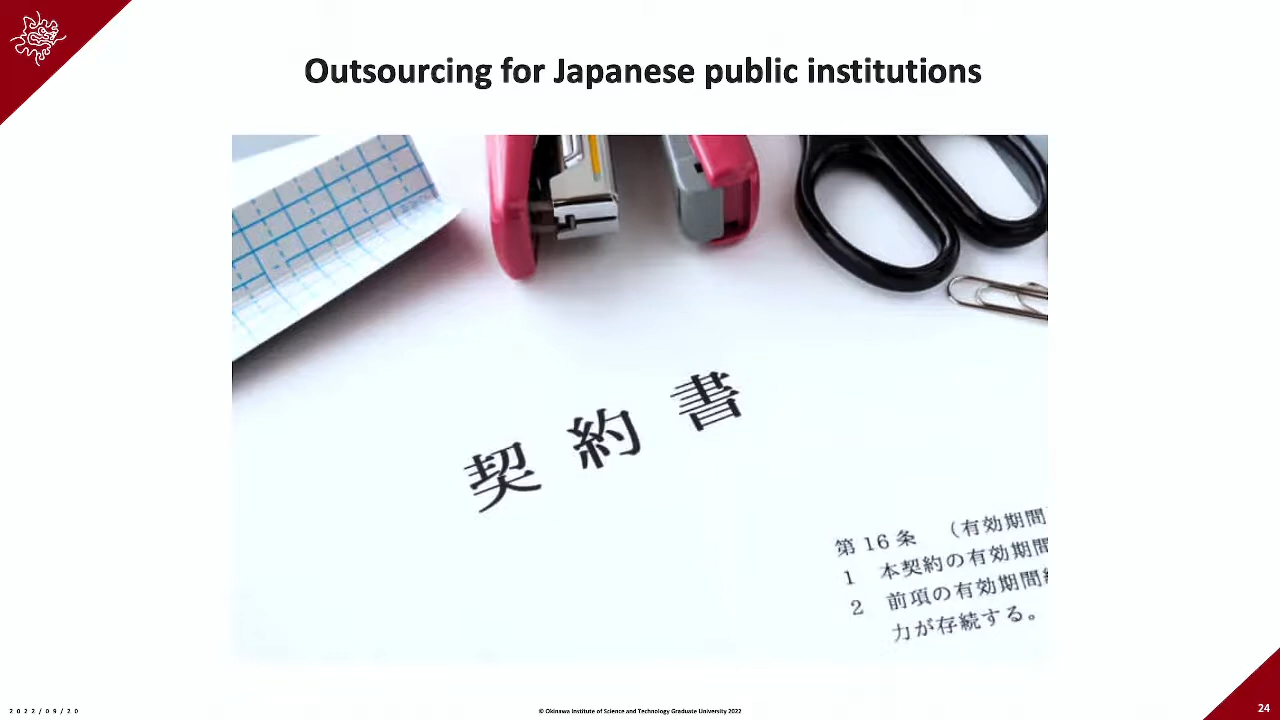 Outsourcing for Japanese public institutions
契約書
第16条 （有効期間
1 本契約の有効期間
2 前項の有効期間
力が存続する。
2022/09/20
© Okinawa Institute of Science and Technology Graduate University 2022
24